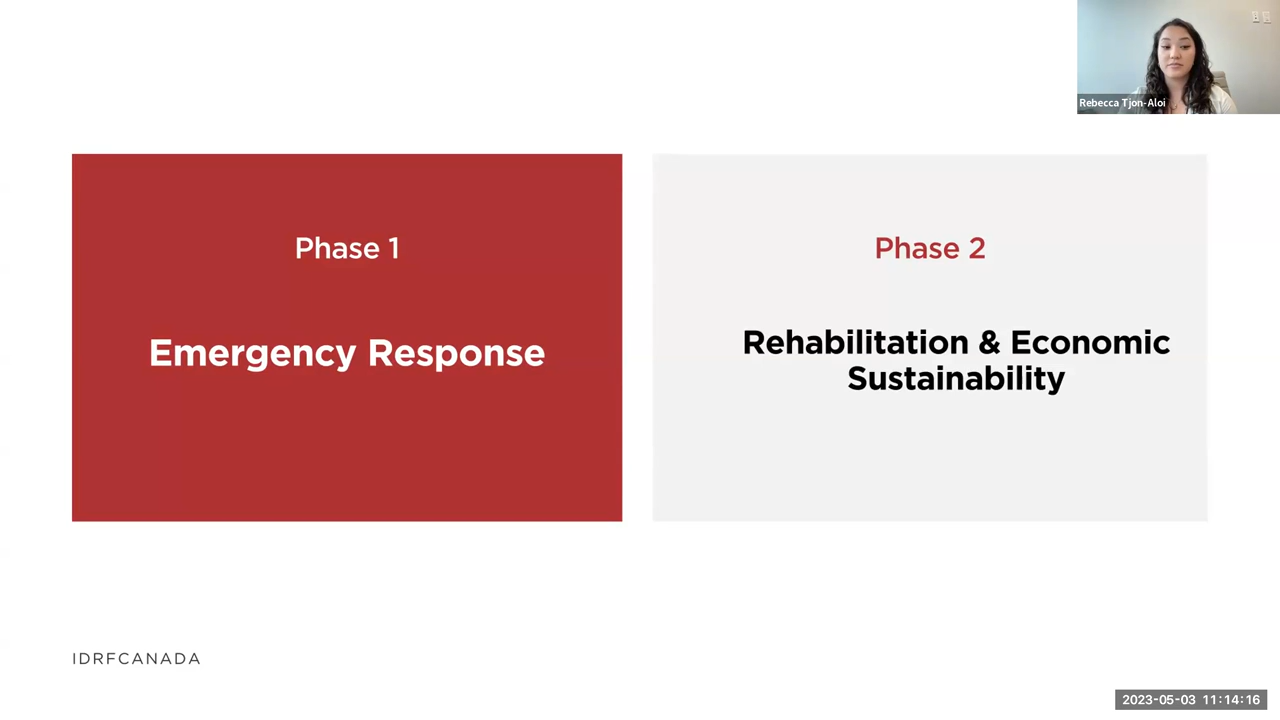 Rebecca Tjon-Aloi
Phase 1
Emergency Response
Phase 2
Rehabilitation & Economic
Sustainability
IDRFCANADA
2023-05-03 11:14:16